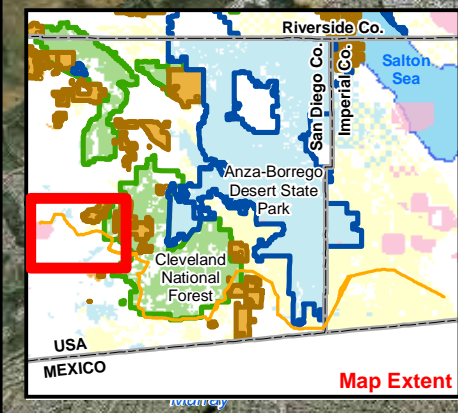 Riverside Co.
San Diego Co.
Imperial Co.
Salton
Sea
Anza-Borrego
Desert State
Park
Cleveland
National
Forest
USA
MEXICO
Map Extent
Murray